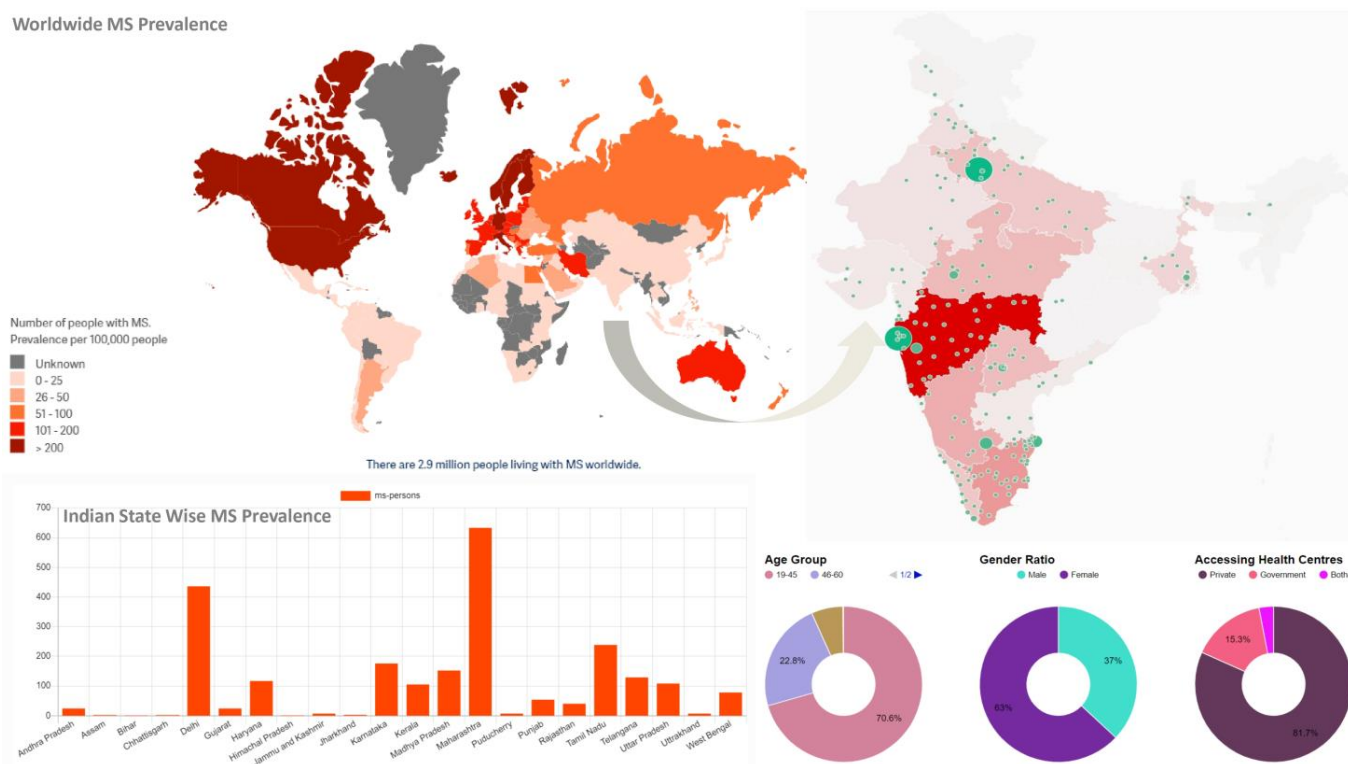 Worldwide MS Prevalence
Number of people with MS.
Prevalence per 100,000 people
Unknown
0 - 25
26 - 50
51 - 100
101 - 200
> 200
There are 2.9 million people living with MS worldwide.
ms-persons
Indian State Wise MS Prevalence
700
600
500
400
300
200
100
0
Andhra Pradesh
Assam
Bihar
Chhattisgarh
Delhi
Gujarat
Haryana
Himachal Pradesh
Jammu and Kashmir
Jharkhand
Karnataka
Kerala
Madhya Pradesh
Maharashtra
Puducherry
Punjab
Rajasthan
Tamil Nadu
Telangana
Uttar Pradesh
Uttrakhand
West Bengal
Age Group
19-45 46-60 1/2
22.8%
70.6%
Gender Ratio
Male Female
37%
63%
Accessing Health Centres
Private Government Both
15.3%
81.7%